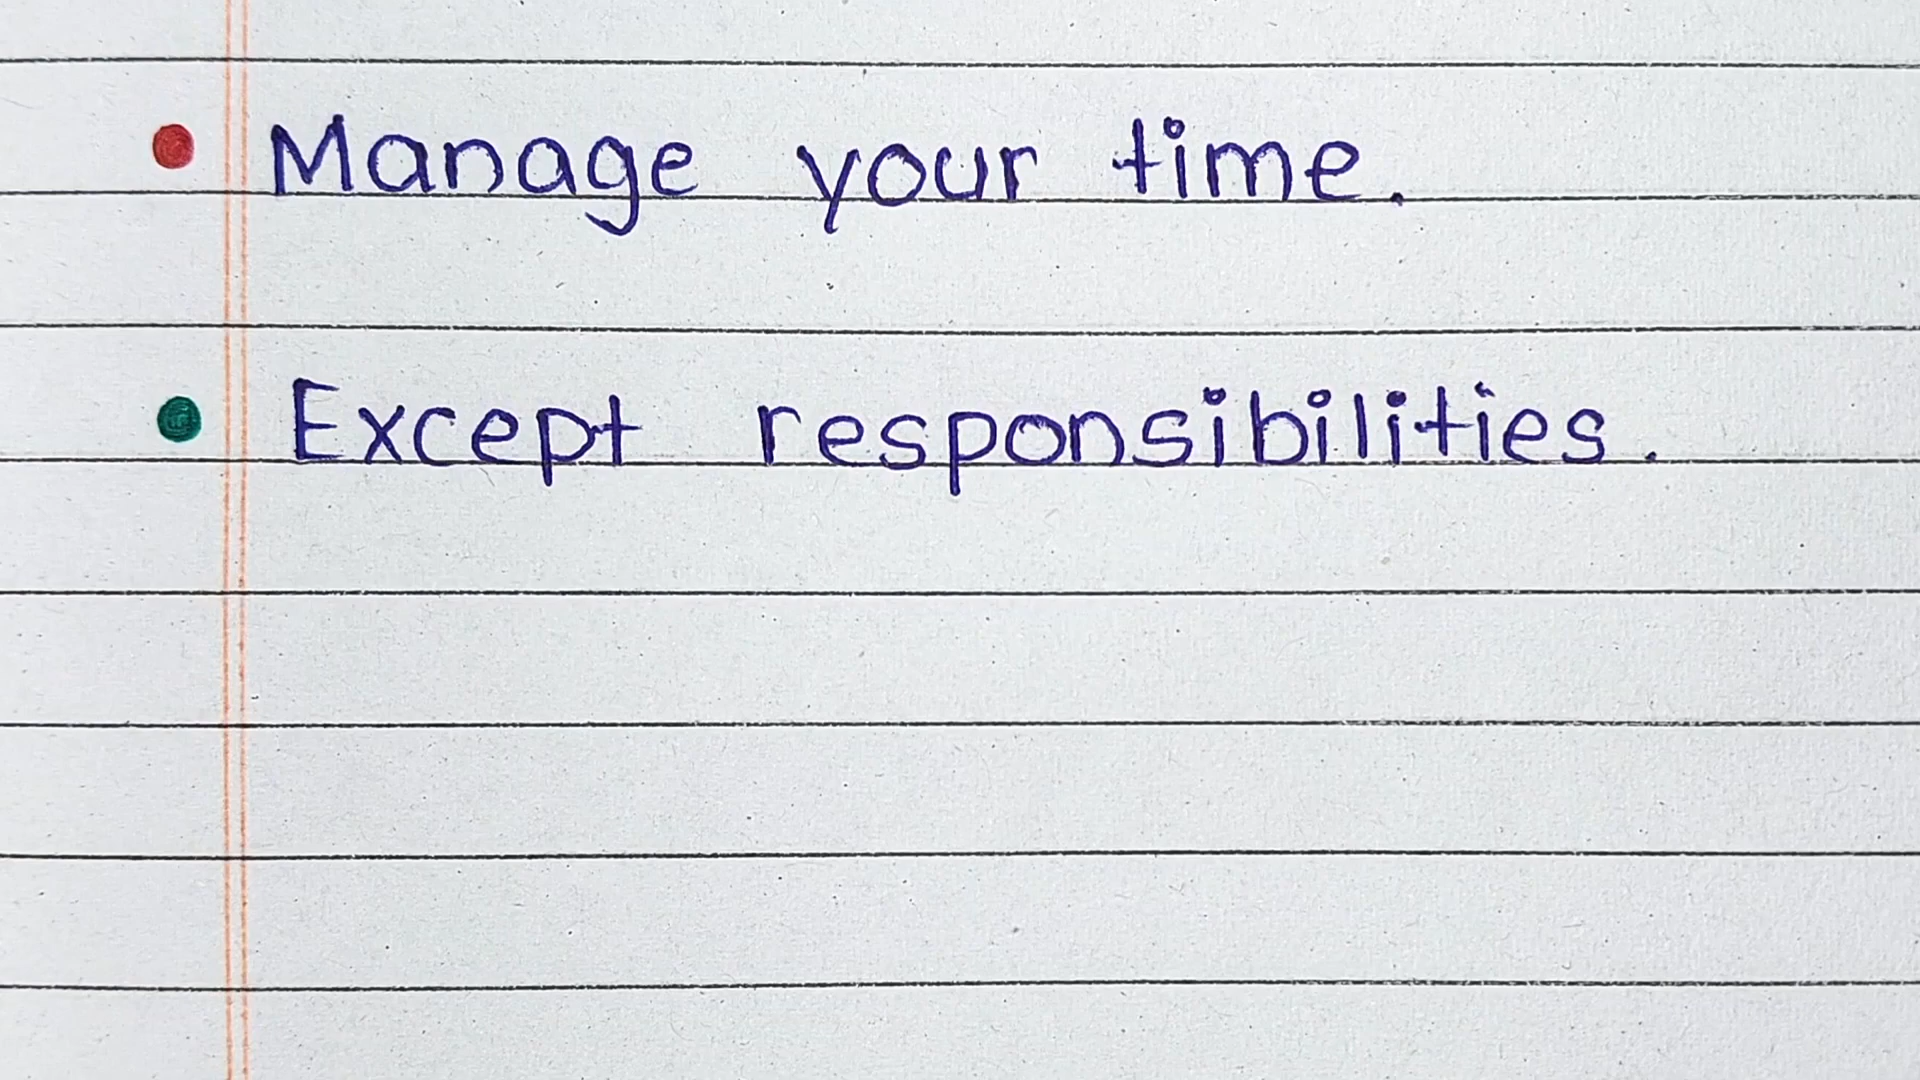 • Manage your time.
• Except responsibilities.